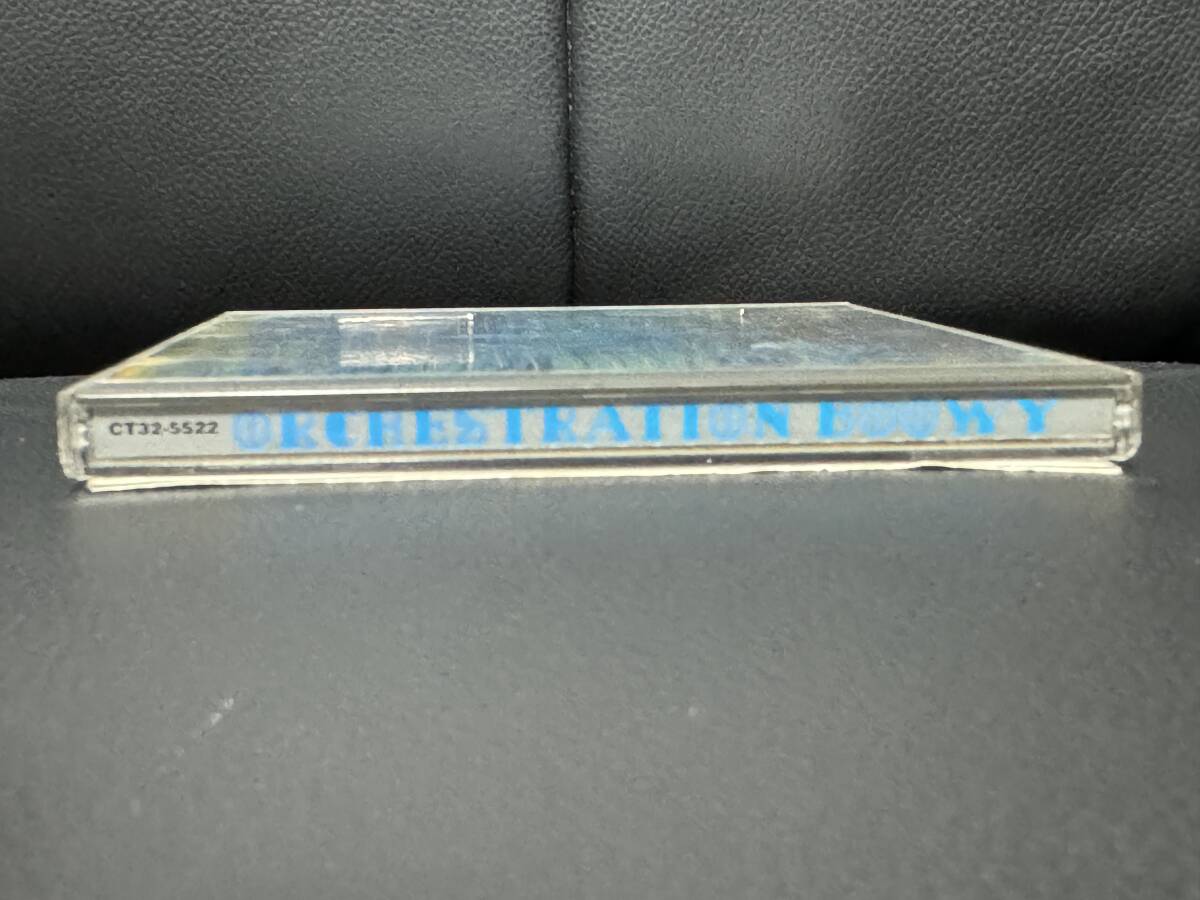 CT32-5522 ORCHESTRATION BOØWY